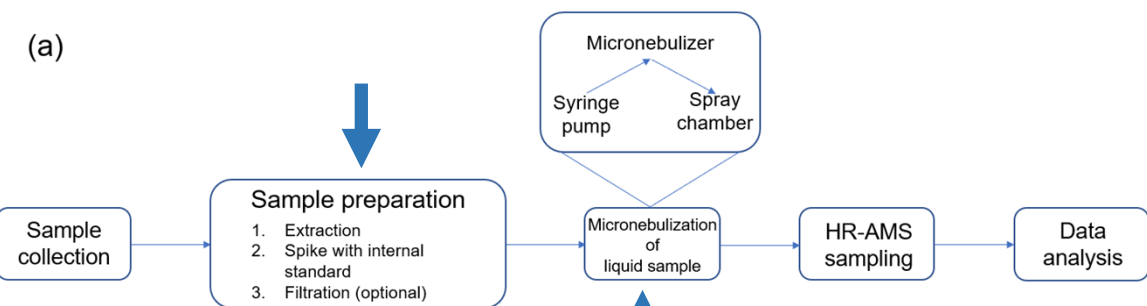 (a)
Micronebulizer
Syringe
pump
Spray
chamber
Sample
collection
Sample preparation
1. Extraction
2. Spike with internal
standard
3. Filtration (optional)
Micronebulization
of
liquid sample
HR-AMS
sampling
Data
analysis